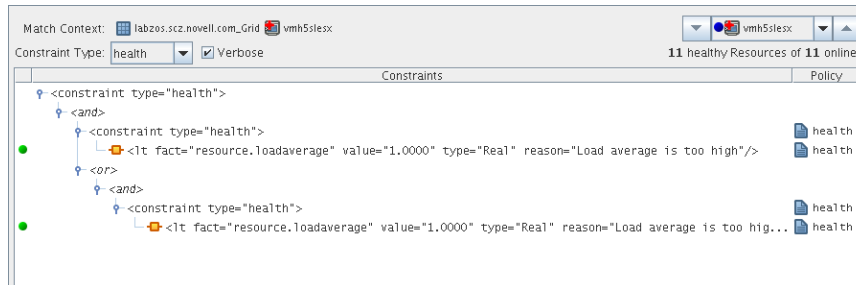 Match Context: labzos.scz.novell.com_Grid vmh5slesx vmh5slesx
Constraint Type: health Verbose 11 healthy Resources of 11 online
Constraints Policy
<constraint type="health">
<and>
<constraint type="health"> health
<lt fact="resource.loadaverage" value="1.0000" type="Real" reason="Load average is too high"/> health
<or>
<and>
<constraint type="health"> health
<lt fact="resource.loadaverage" value="1.0000" type="Real" reason="Load average is too hig... health